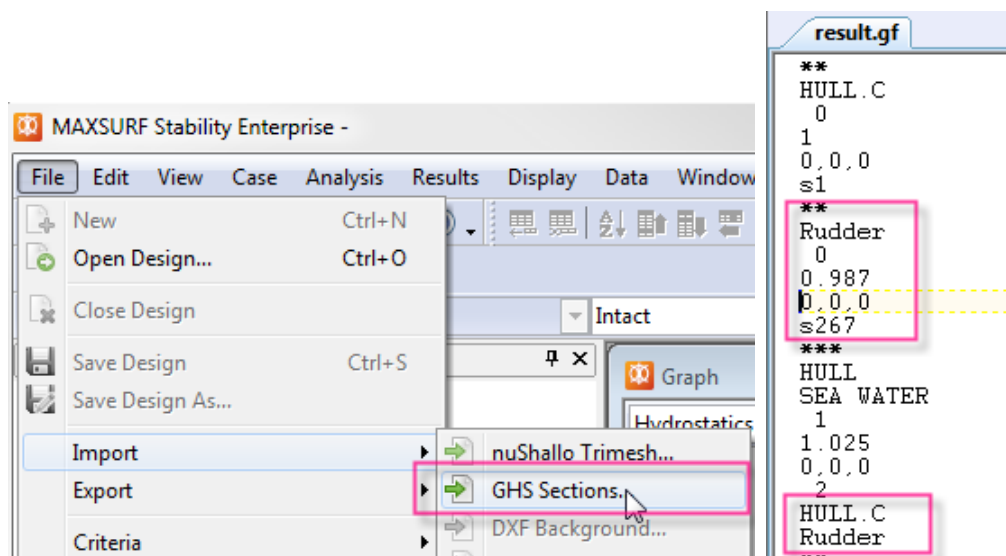 MAXSURF Stability Enterprise -
File Edit View Case Analysis Results Display Data Window
New Ctrl+N
Open Design... Ctrl+O
Close Design
Intact
Save Design Ctrl+S
Save Design As...
Graph
Hydrostatics
Import
nuShallo Trimesh...
Export
GHS Sections...
DXF Background...
Criteria
result.gf
**
HULL.C
0
1
0,0,0
s1
**
Rudder
0
0.987
0,0,0
s267
***
HULL
SEA WATER
1
1.025
0,0,0
2
HULL.C
Rudder